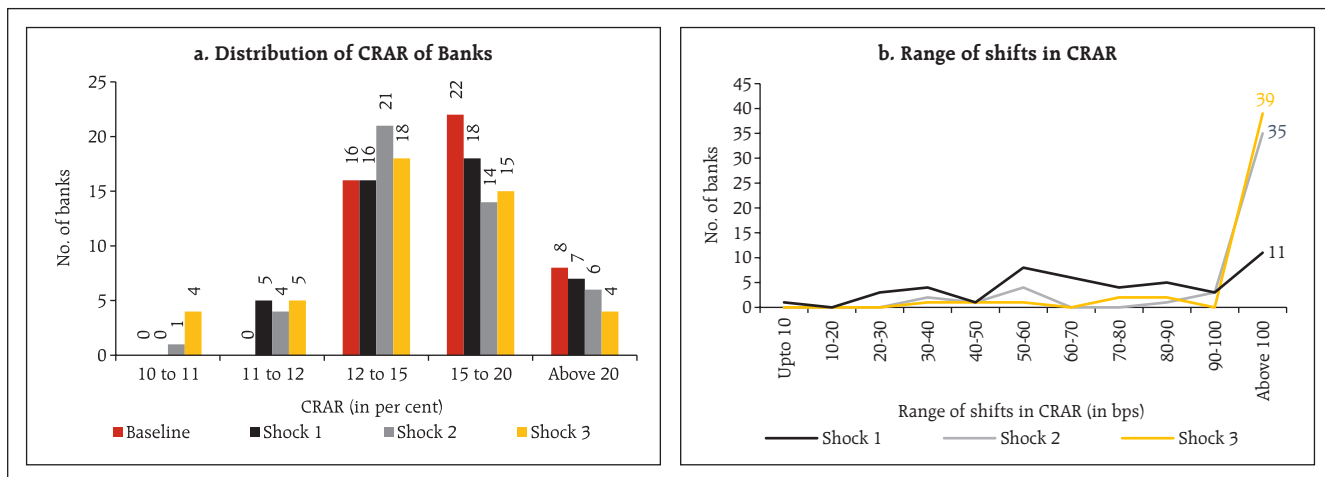 a. Distribution of CRAR of Banks
No. of banks
25
20
15
10
5
0
0
0
1
4
0
5
4
5
16
16
21
18
22
18
14
15
8
7
6
4
10 to 11
11 to 12
12 to 15
15 to 20
Above 20
CRAR (in per cent)
Baseline
Shock 1
Shock 2
Shock 3
b. Range of shifts in CRAR
No. of banks
45
40
35
30
25
20
15
10
5
0
39
35
11
Upto 10
10-20
20-30
30-40
40-50
50-60
60-70
70-80
80-90
90-100
Above 100
Range of shifts in CRAR (in bps)
Shock 1
Shock 2
Shock 3